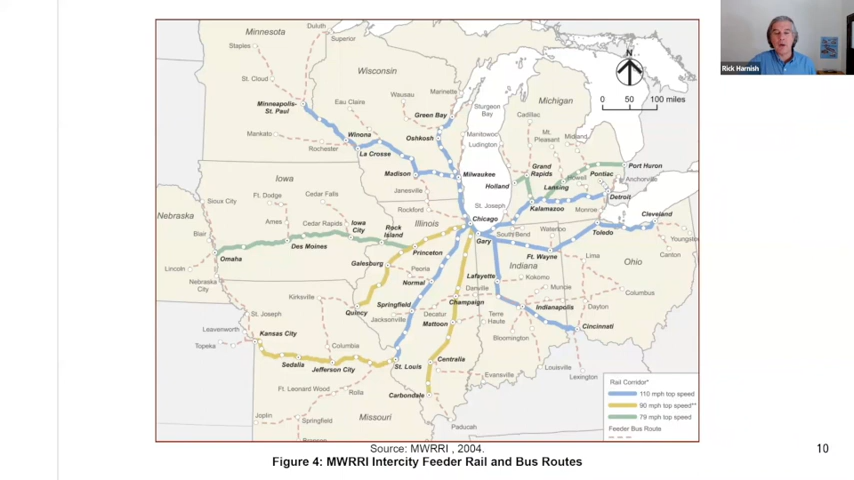 Rick Harnish
Minnesota
Duluth
Superior
Staples
St. Cloud
Minneapolis-
St. Paul
Mankato
Rochester
Winona
La Crosse
Wisconsin
Eau Claire
Wausau
Marinette
Green Bay
Sturgeon
Bay
Oshkosh
Manitowoc
Ludington
Milwaukee
Madison
Janesville
Rockford
Michigan
Cadillac
Mt.
Pleasant
Midland
Grand
Rapids
Holland
Lansing
Howell
Pontiac
Port Huron
Anchorville
Detroit
Monroe
Kalamazoo
St. Joseph
N
0 50 100 miles
Iowa
Sioux City
Ft. Dodge
Cedar Falls
Ames
Cedar Rapids
Iowa
City
Rock
Island
Des Moines
Nebraska
Blair
Omaha
Lincoln
Nebraska
City
Illinois
Chicago
Gary
South Bend
Waterloo
Princeton
Galesburg
Peoria
Normal
Quincy
Springfield
Jacksonville
Decatur
Mattoon
Champaign
Danville
Centralia
Carbondale
Indiana
Lafayette
Kokomo
Ft. Wayne
Muncie
Indianapolis
Terre
Haute
Bloomington
Evansville
Louisville
Lexington
Paducah
Ohio
Toledo
Cleveland
Youngstown
Canton
Lima
Columbus
Dayton
Cincinnati
Kirksville
St. Joseph
Leavenworth
Topeka
Kansas City
Columbia
Sedalia
Jefferson City
St. Louis
Ft. Leonard Wood
Rolla
Joplin
Springfield
Missouri
Rail Corridor*
110 mph top speed
90 mph top speed**
79 mph top speed
Feeder Bus Route
Source: MWRRI , 2004.
Figure 4: MWRRI Intercity Feeder Rail and Bus Routes
10